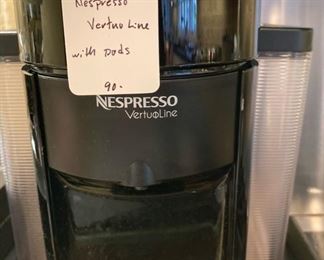 Nespresso
Vertuo Line
with pods
90.-
NESPRESSO
VertuoLine